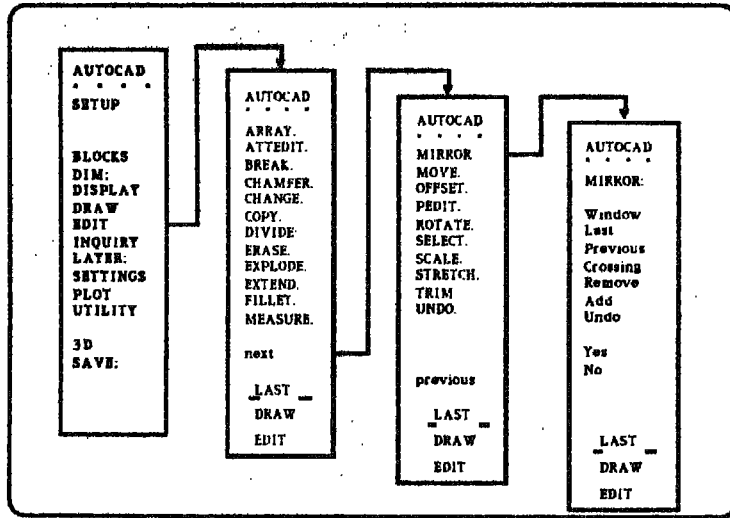 AUTOCAD
* * * *
SETUP
BLOCKS
DIM:
DISPLAY
DRAW
EDIT
INQUIRY
LAYER:
SETTINGS
PLOT
UTILITY
3D
SAVE:
AUTOCAD
* * * *
ARRAY.
ATTEDIT.
BREAK.
CHAMFER.
CHANGE.
COPY.
DIVIDE:
ERASE.
EXPLODE.
EXTEND.
FILLET.
MEASURE.
next
_LAST_
DRAW
EDIT
AUTOCAD
* * * *
MIRROR
MOVE.
OFFSET.
PEDIT.
ROTATE.
SELECT.
SCALE.
STRETCH.
TRIM
UNDO.
previous
_LAST_
DRAW
EDIT
AUTOCAD
* * * *
MIRROR:
Window
Last
Previous
Crossing
Remove
Add
Undo
Yes
No
_LAST_
DRAW
EDIT